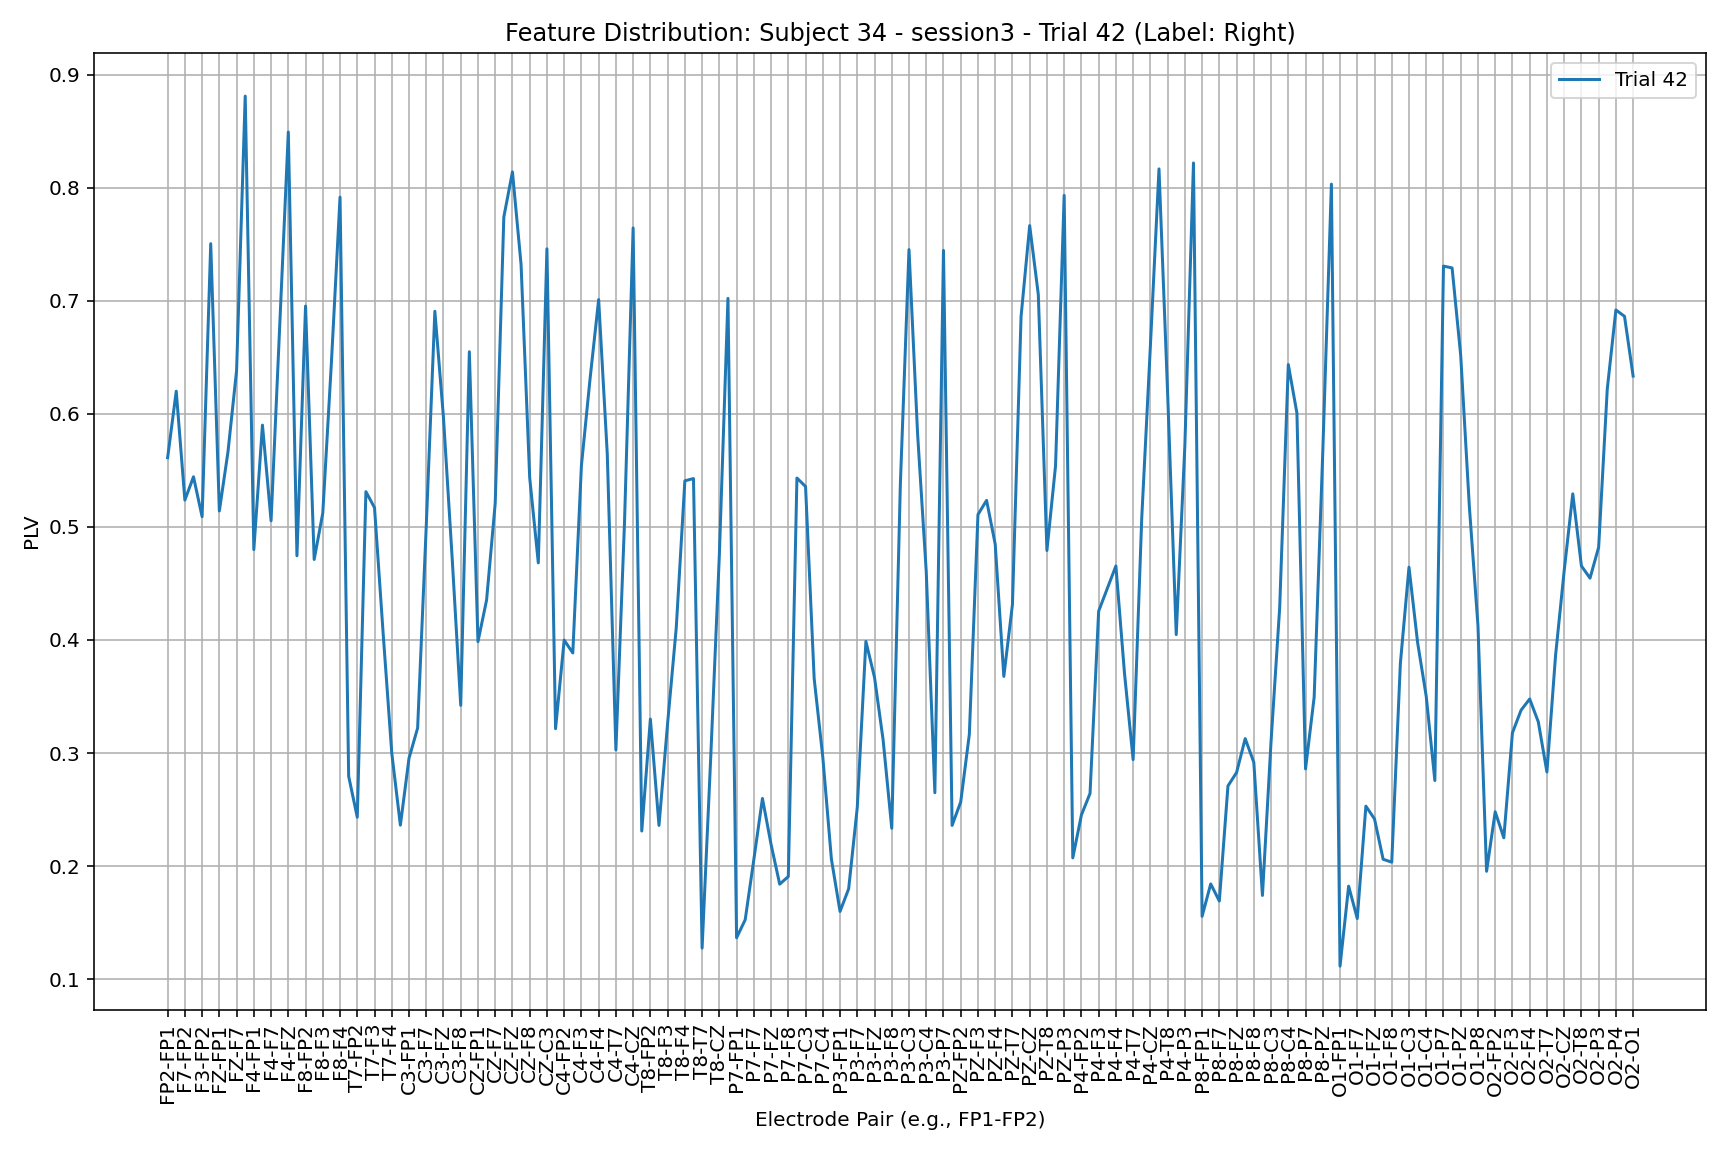 Feature Distribution: Subject 34 - session3 - Trial 42 (Label: Right)
Trial 42
0.9
0.8
0.7
0.6
0.5
0.4
0.3
0.2
0.1
PLV
FP2-FP1
F7-FP2
F3-FP2
FZ-FP1
FZ-F7
F4-FP1
F4-F7
F4-FZ
F8-FP2
F8-F3
F8-F4
T7-FP2
T7-F3
T7-F4
C3-FP1
C3-F7
C3-FZ
C3-F8
CZ-FP1
CZ-F7
CZ-FZ
CZ-F8
CZ-C3
C4-FP2
C4-F3
C4-F4
C4-T7
C4-CZ
T8-FP2
T8-F3
T8-F4
T8-T7
T8-CZ
P7-FP1
P7-F7
P7-FZ
P7-F8
P7-C3
P7-C4
P3-FP1
P3-F7
P3-FZ
P3-F8
P3-C3
P3-C4
P3-P7
PZ-FP2
PZ-F3
PZ-F4
PZ-T7
PZ-CZ
PZ-T8
PZ-P3
P4-FP2
P4-F3
P4-F4
P4-T7
P4-CZ
P4-T8
P4-P3
P8-FP1
P8-F7
P8-FZ
P8-F8
P8-C3
P8-C4
P8-P7
P8-PZ
O1-FP1
O1-F7
O1-FZ
O1-F8
O1-C3
O1-C4
O1-P7
O1-PZ
O1-P8
O2-FP2
O2-F3
O2-F4
O2-T7
O2-CZ
O2-T8
O2-P3
O2-P4
O2-O1
Electrode Pair (e.g., FP1-FP2)